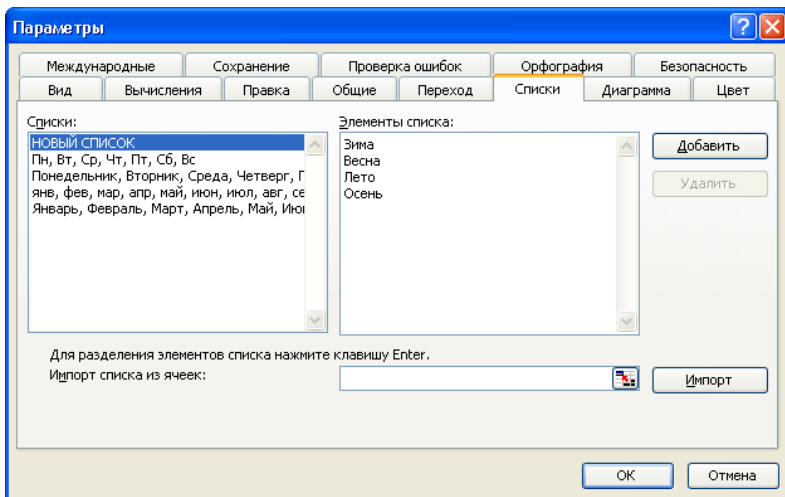 Параметры
Международные Сохранение Проверка ошибок Орфография Безопасность
Вид Вычисления Правка Общие Переход Списки Диаграмма Цвет
Списки:
НОВЫЙ СПИСОК
Пн, Вт, Ср, Чт, Пт, Сб, Вс
Понедельник, Вторник, Среда, Четверг, П
янв, фев, мар, апр, май, июн, июл, авг, се
Январь, Февраль, Март, Апрель, Май, Июн
Элементы списка:
Зима
Весна
Лето
Осень
Добавить
Удалить
Для разделения элементов списка нажмите клавишу Enter.
Импорт списка из ячеек:
Импорт
ОК
Отмена